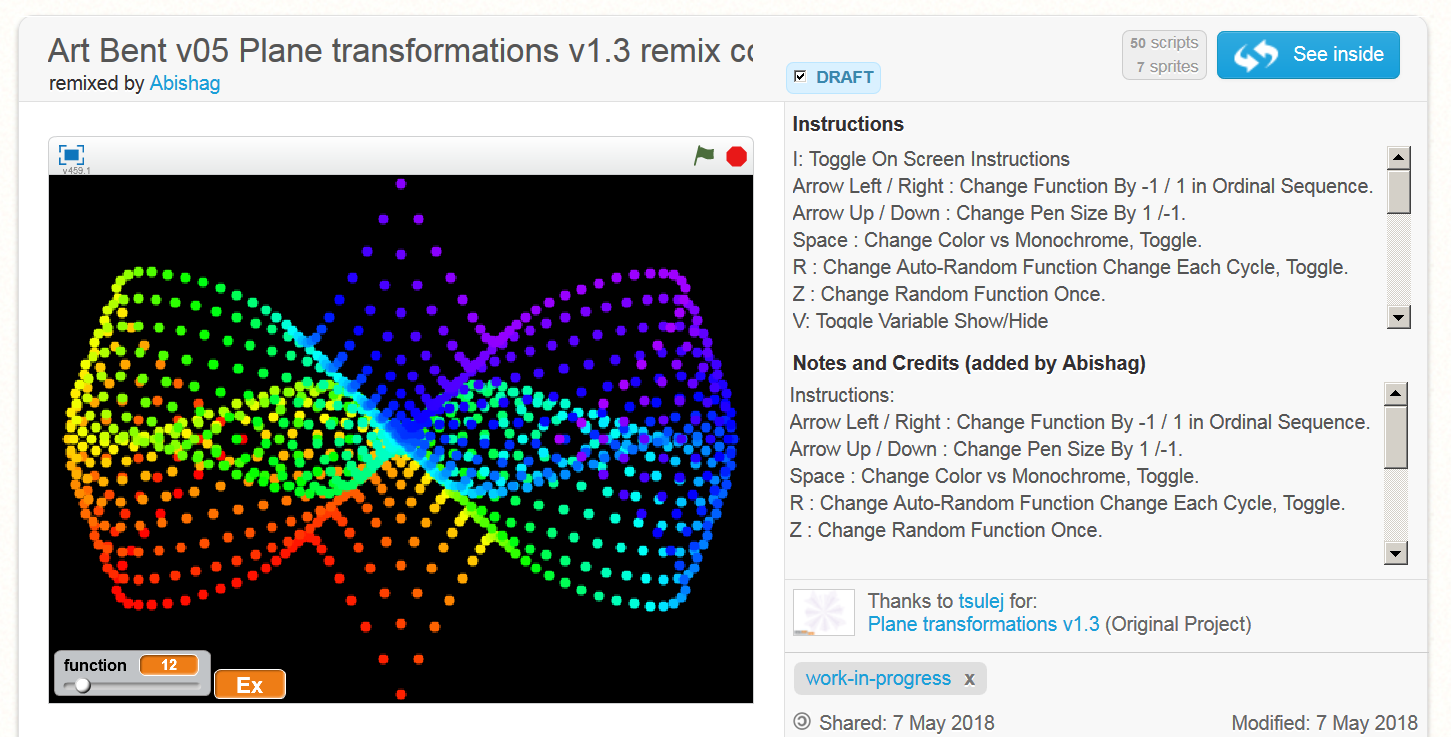 Art Bent v05 Plane transformations v1.3 remix co
remixed by Abishag
DRAFT
50 scripts
7 sprites
See inside
v459.1
function 12
Ex
Instructions
I: Toggle On Screen Instructions
Arrow Left / Right : Change Function By -1 / 1 in Ordinal Sequence.
Arrow Up / Down : Change Pen Size By 1 /-1.
Space : Change Color vs Monochrome, Toggle.
R : Change Auto-Random Function Change Each Cycle, Toggle.
Z : Change Random Function Once.
V: Toggle Variable Show/Hide
Notes and Credits (added by Abishag)
Instructions:
Arrow Left / Right : Change Function By -1 / 1 in Ordinal Sequence.
Arrow Up / Down : Change Pen Size By 1 /-1.
Space : Change Color vs Monochrome, Toggle.
R : Change Auto-Random Function Change Each Cycle, Toggle.
Z : Change Random Function Once.
Thanks to tsulej for:
Plane transformations v1.3 (Original Project)
work-in-progress x
Shared: 7 May 2018 Modified: 7 May 2018